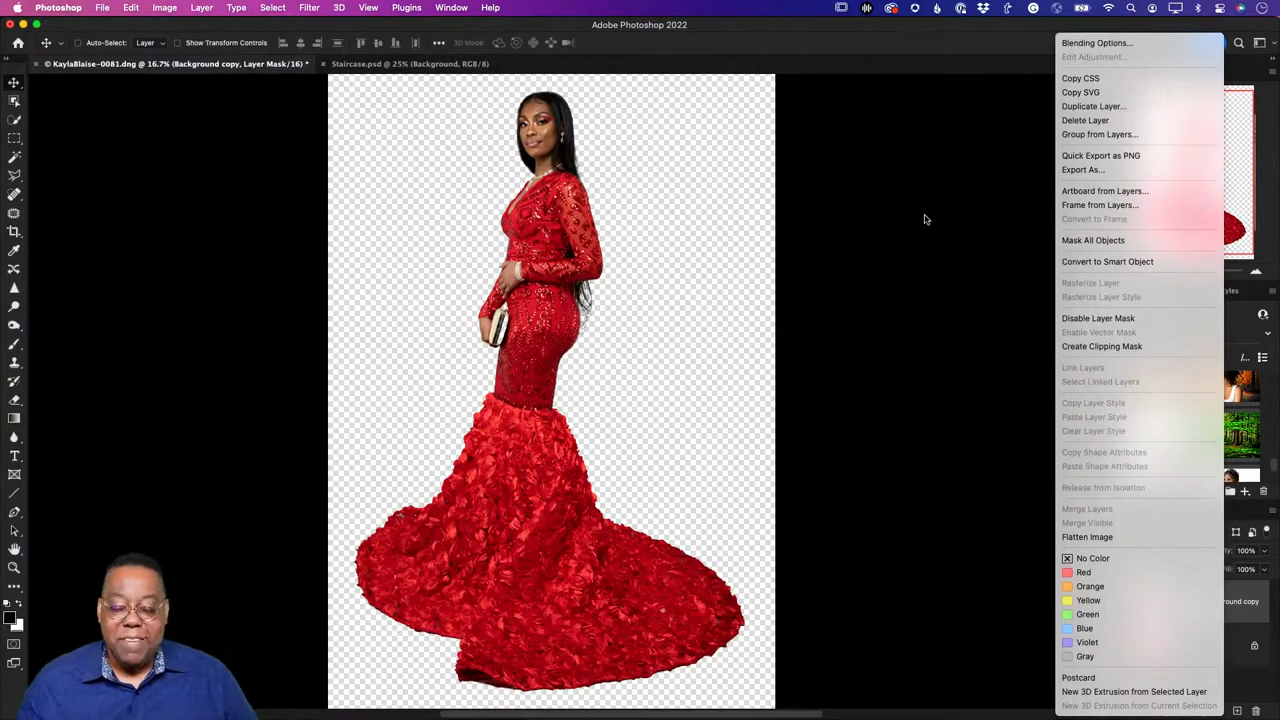 Photoshop File Edit Image Layer Type Select Filter 3D View Plugins Window Help
Adobe Photoshop 2022
Auto-Select: Layer Show Transform Controls 3D Mode:
© KaylaBlaise-0081.dng @ 16.7% (Background copy, Layer Mask/16) *
Staircase.psd @ 25% (Background, RGB/8)
Blending Options...
Edit Adjustment...
Copy CSS
Copy SVG
Duplicate Layer...
Delete Layer
Group from Layers...
Quick Export as PNG
Export As...
Artboard from Layers...
Frame from Layers...
Convert to Frame
Mask All Objects
Convert to Smart Object
Rasterize Layer
Rasterize Layer Style
Disable Layer Mask
Enable Vector Mask
Create Clipping Mask
Link Layers
Select Linked Layers
Copy Layer Style
Paste Layer Style
Clear Layer Style
Copy Shape Attributes
Paste Shape Attributes
Release from Isolation
Merge Layers
Merge Visible
Flatten Image
No Color
Red
Orange
Yellow
Green
Blue
Violet
Gray
Postcard
New 3D Extrusion from Selected Layer
New 3D Extrusion from Current Selection
100%
100%
copy